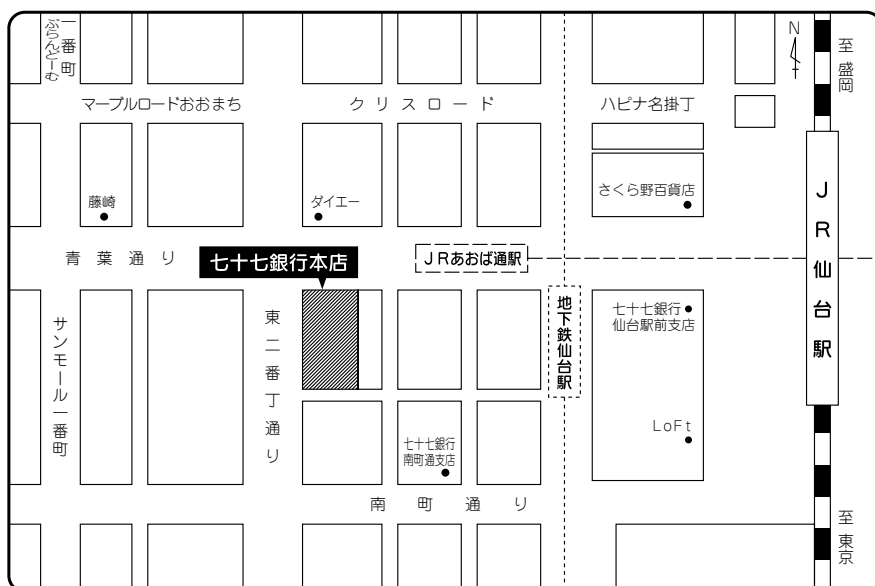 一番町
ぶらんどーむ
N
至盛岡
マーブルロードおおまち
クリスロード
ハピナ名掛丁
藤崎
ダイエー
さくら野百貨店
JR仙台駅
青葉通り
七十七銀行本店
JRあおば通駅
サンモール一番町
東二番丁通り
地下鉄仙台駅
七十七銀行
仙台駅前支店
LoFt
七十七銀行
南町通支店
南町通り
至東京